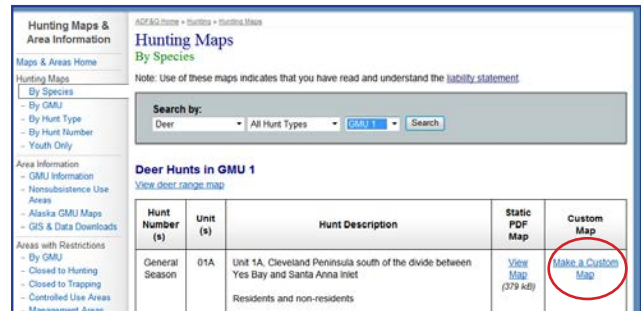 Hunting Maps &
Area Information
Maps & Areas Home
Hunting Maps
By Species
- By GMU
- By Hunt Type
- By Hunt Number
- Youth Only
Area Information
- GMU Information
- Nonsubsistence Use
Areas
- Alaska GMU Maps
- GIS & Data Downloads
Areas with Restrictions
- By GMU
- Closed to Hunting
- Closed to Trapping
- Controlled Use Areas
- Management Areas
ADF&G Home » Hunting » Hunting Maps
Hunting Maps
By Species
Note: Use of these maps indicates that you have read and understand the liability statement.
Search by:
Deer All Hunt Types GMU 1 Search
Deer Hunts in GMU 1
View deer range map
Hunt
Number
(s)
Unit
(s)
Hunt Description
Static
PDF
Map
Custom
Map
General
Season
01A
Unit 1A, Cleveland Peninsula south of the divide between
Yes Bay and Santa Anna Inlet
Residents and non-residents
View
Map
(379 kB)
Make a Custom
Map